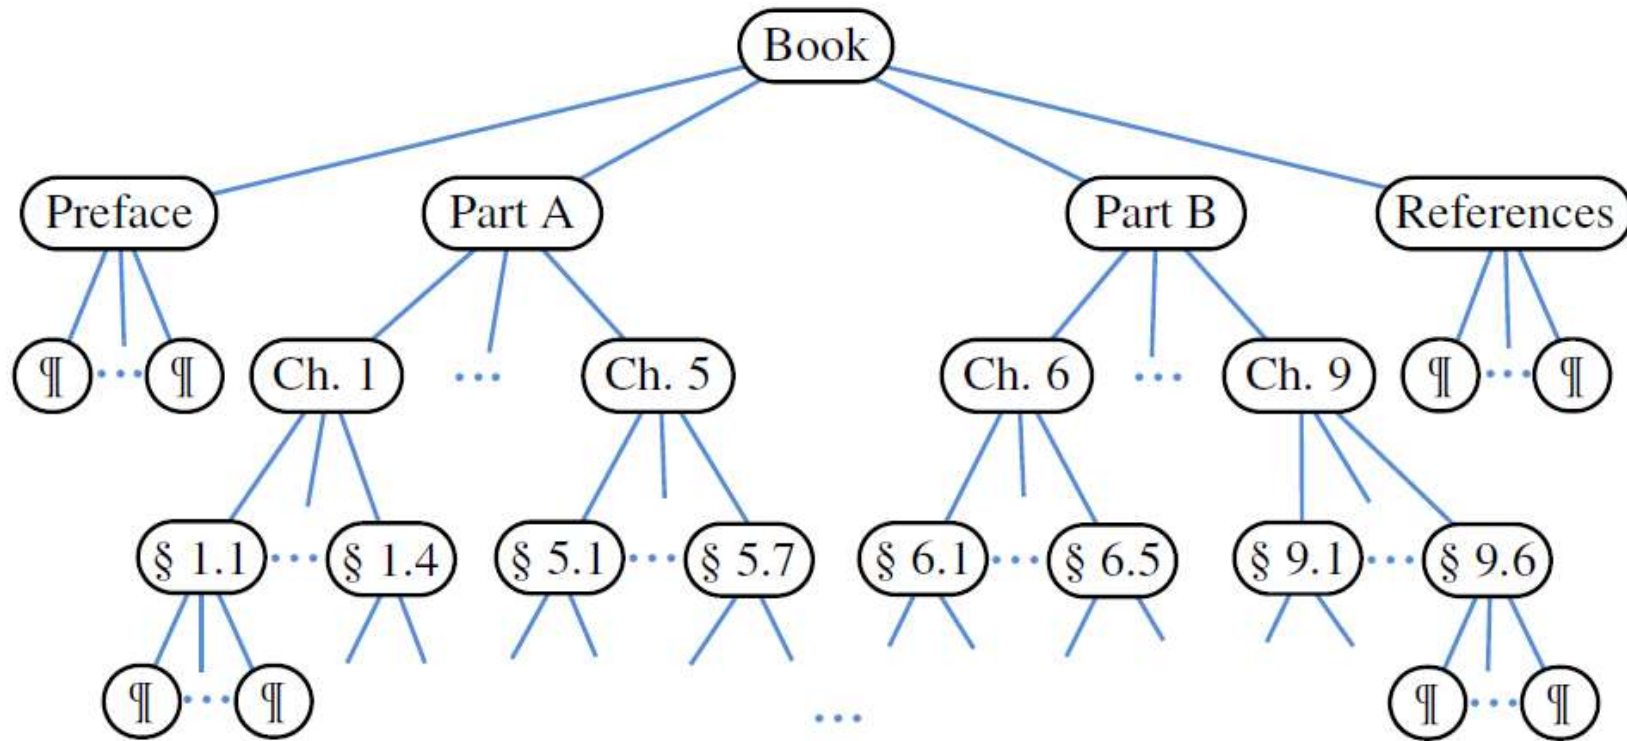 Book
Preface Part A Part B References
¶ ... ¶ Ch. 1 ... Ch. 5 Ch. 6 ... Ch. 9 ¶ ... ¶
§ 1.1 ... § 1.4 § 5.1 ... § 5.7 § 6.1 ... § 6.5 § 9.1 ... § 9.6
¶ ... ¶ ... ¶ ... ¶